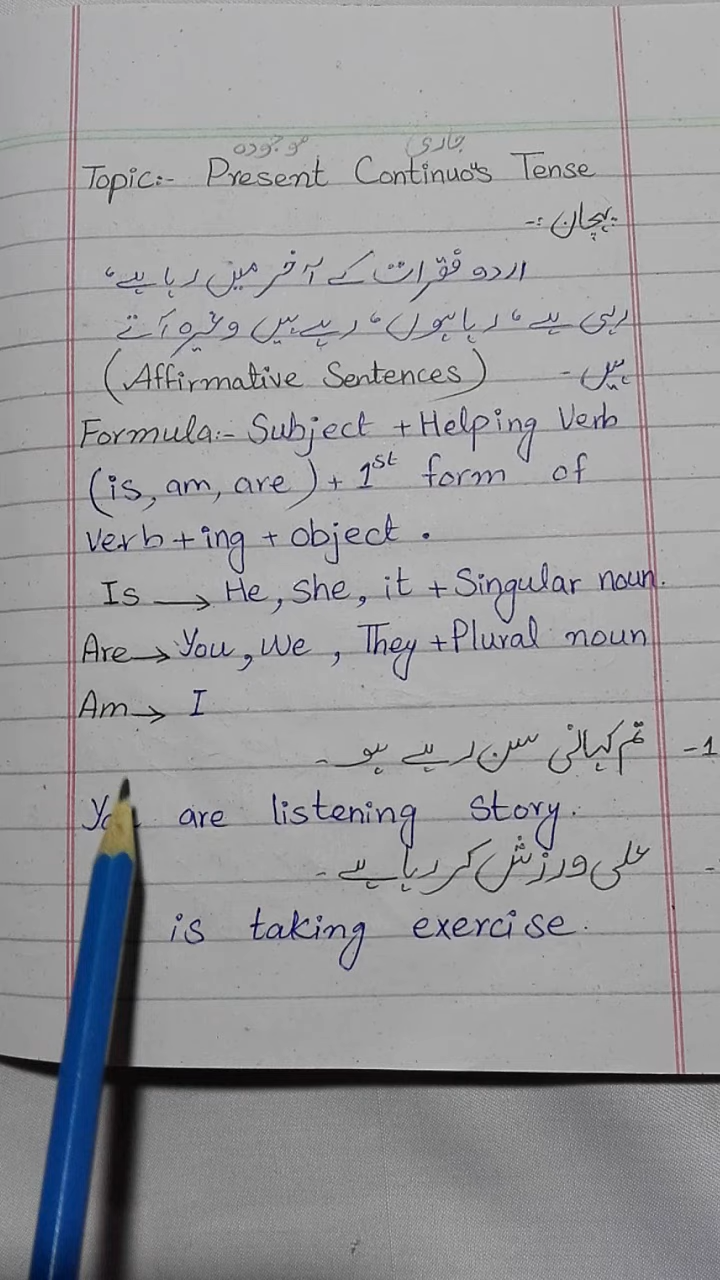 موجودہ جاری
Topic:- Present Continuo's Tense
پہچان :-
اردو فقرات کے آخر میں رہا ہے،
رہی ہے، رہا ہوں، رہے ہیں وغیرہ آتے
(Affirmative Sentences) ہیں -
Formula:- Subject + Helping Verb
(is, am, are) + 1st form of
verb + ing + object .
Is → He, She, it + Singular noun.
Are → You, We , They + Plural noun
Am → I
1- تم کہانی سن رہے ہو ۔
You are listening story.
علی ورزش کر رہا ہے ۔
is taking exercise.